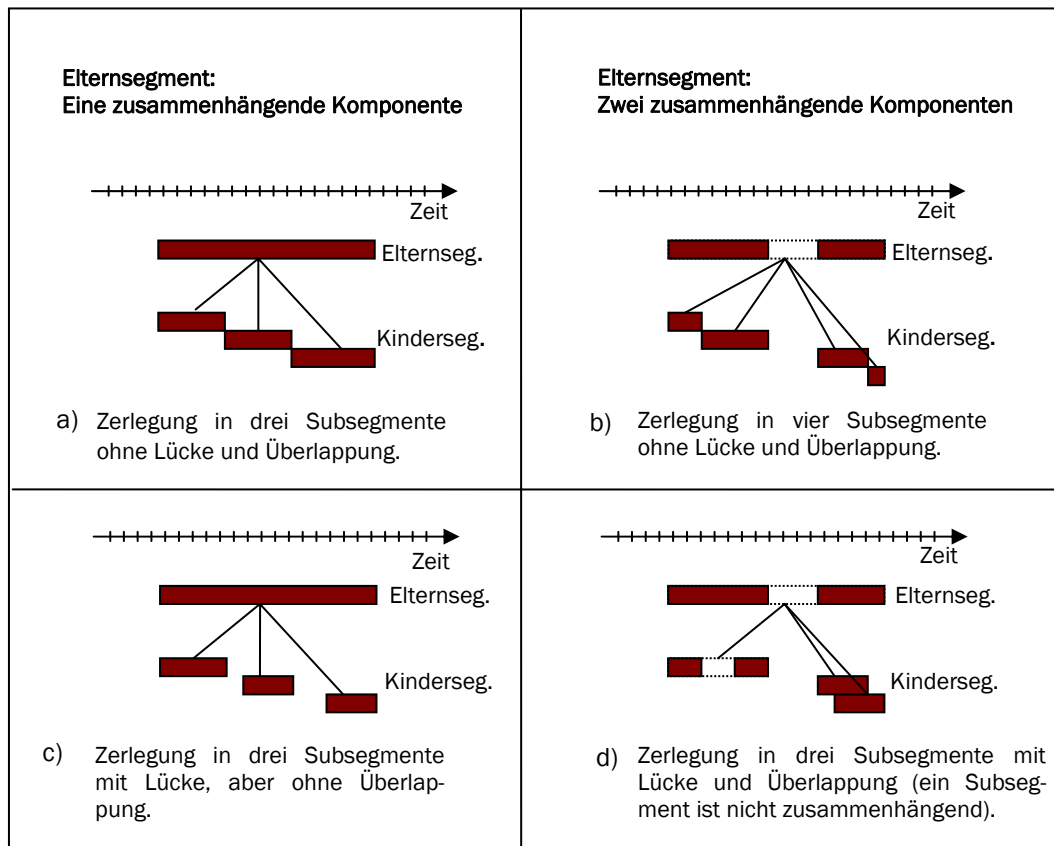 Elternsegment:
Eine zusammenhängende Komponente
Zeit
Elternseg.
Kinderseg.
a) Zerlegung in drei Subsegmente
ohne Lücke und Überlappung.
Elternsegment:
Zwei zusammenhängende Komponenten
Zeit
Elternseg.
Kinderseg.
b) Zerlegung in vier Subsegmente
ohne Lücke und Überlappung.
Zeit
Elternseg.
Kinderseg.
c) Zerlegung in drei Subsegmente
mit Lücke, aber ohne Überlap-
pung.
Zeit
Elternseg.
Kinderseg.
d) Zerlegung in drei Subsegmente mit
Lücke und Überlappung (ein Subseg-
ment ist nicht zusammenhängend).